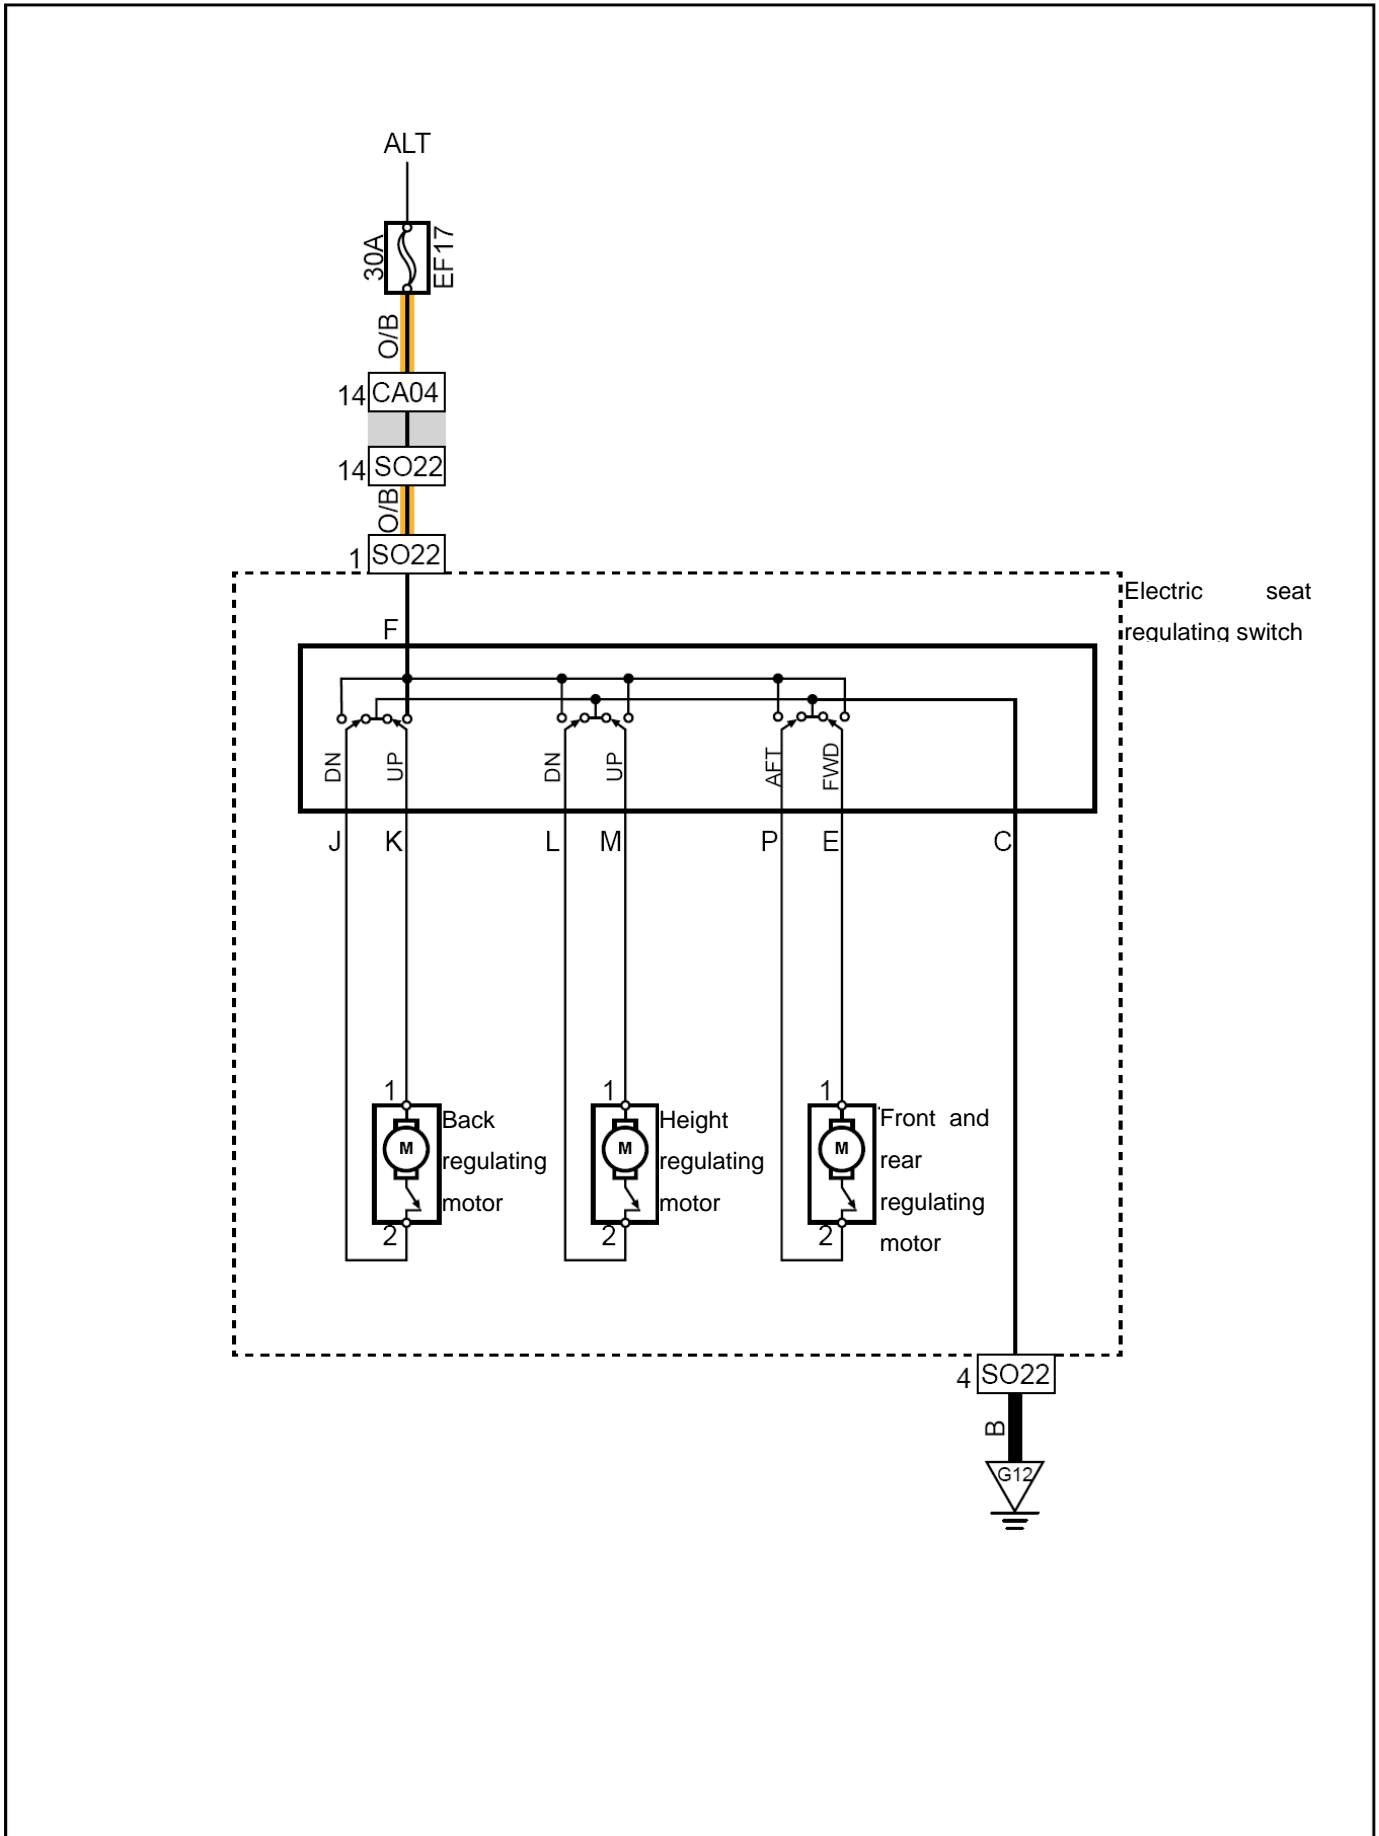 ALT
30A
EF17
O/B
14 CA04
14 SO22
O/B
1 SO22
Electric seat
regulating switch
F
DN UP DN UP AFT FWD
J K L M P E C
1 1 1
M Back
regulating
motor
M Height
regulating
motor
M Front and
rear
regulating
motor
2 2 2
4 SO22
B
G12